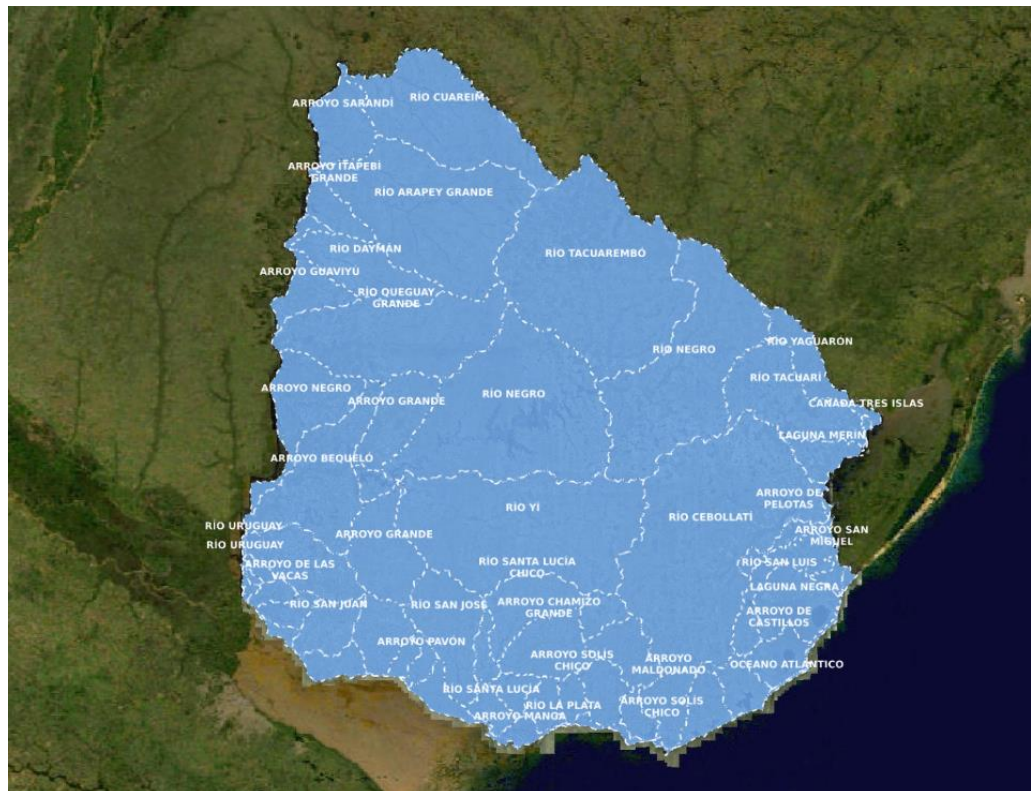 RÍO CUAREIM
ARROYO SARANDÍ
ARROYO ITAPEBÍ
GRANDE
RÍO ARAPEY GRANDE
RÍO DAYMÁN
RÍO TACUAREMBÓ
ARROYO GUAVIYÚ
RÍO QUEGUAY
GRANDE
RÍO YAGUARÓN
RÍO NEGRO
RÍO TACUARÍ
ARROYO NEGRO
RÍO NEGRO
ARROYO GRANDE
CAÑADA TRES ISLAS
LAGUNA MERÍN
ARROYO BEQUELÓ
ARROYO DE
PELOTAS
RÍO YÍ
RÍO CEBOLLATÍ
RÍO URUGUAY
ARROYO GRANDE
ARROYO SAN
MIGUEL
RÍO URUGUAY
ARROYO DE LAS
VACAS
RÍO SANTA LUCÍA
CHICO
RÍO SAN LUIS
LAGUNA NEGRA
RÍO SAN JUAN
RÍO SAN JOSÉ
ARROYO CHAMIZO
GRANDE
ARROYO DE
CASTILLOS
ARROYO PAVÓN
ARROYO SOLÍS
CHICO
ARROYO
MALDONADO
OCEANO ATLÁNTICO
RÍO SANTA LUCÍA
RÍO LA PLATA
ARROYO SOLÍS
CHICO
ARROYO MANGA